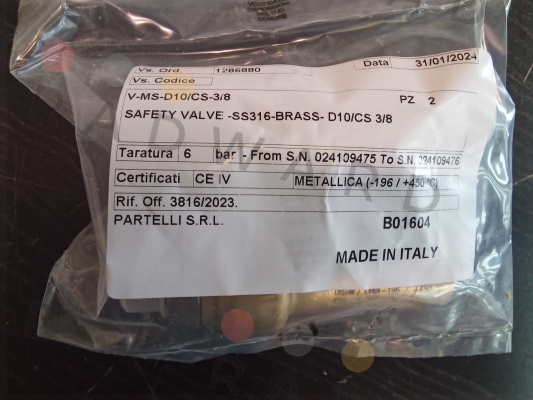 Vs. Ord. 1286880 Data 31/01/2024
Vs. Codice
V-MS-D10/CS-3/8 PZ 2
SAFETY VALVE -SS316-BRASS- D10/CS 3/8
Taratura 6 bar - From S.N. 024109475 To S.N. 024109476
Certificati CE IV METALLICA (-196 / +450 °C)
Rif. Off. 3816/2023.
PARTELLI S.R.L. B01604
MADE IN ITALY